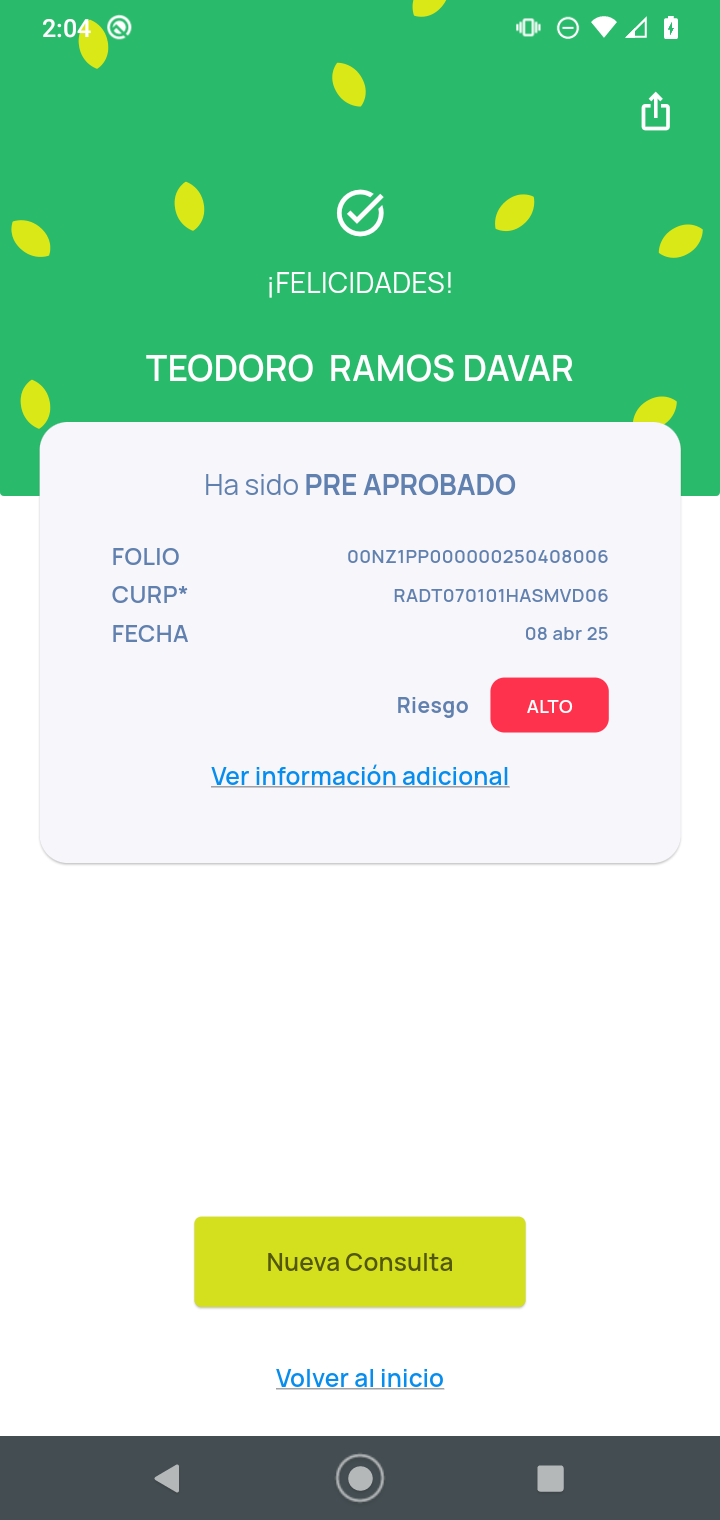 2:04
¡FELICIDADES!
TEODORO  RAMOS DAVAR
Ha sido PRE APROBADO
FOLIO 00NZ1PP000000250408006
CURP* RADT070101HASMVD06
FECHA 08 abr 25
Riesgo ALTO
Ver información adicional
Nueva Consulta
Volver al inicio